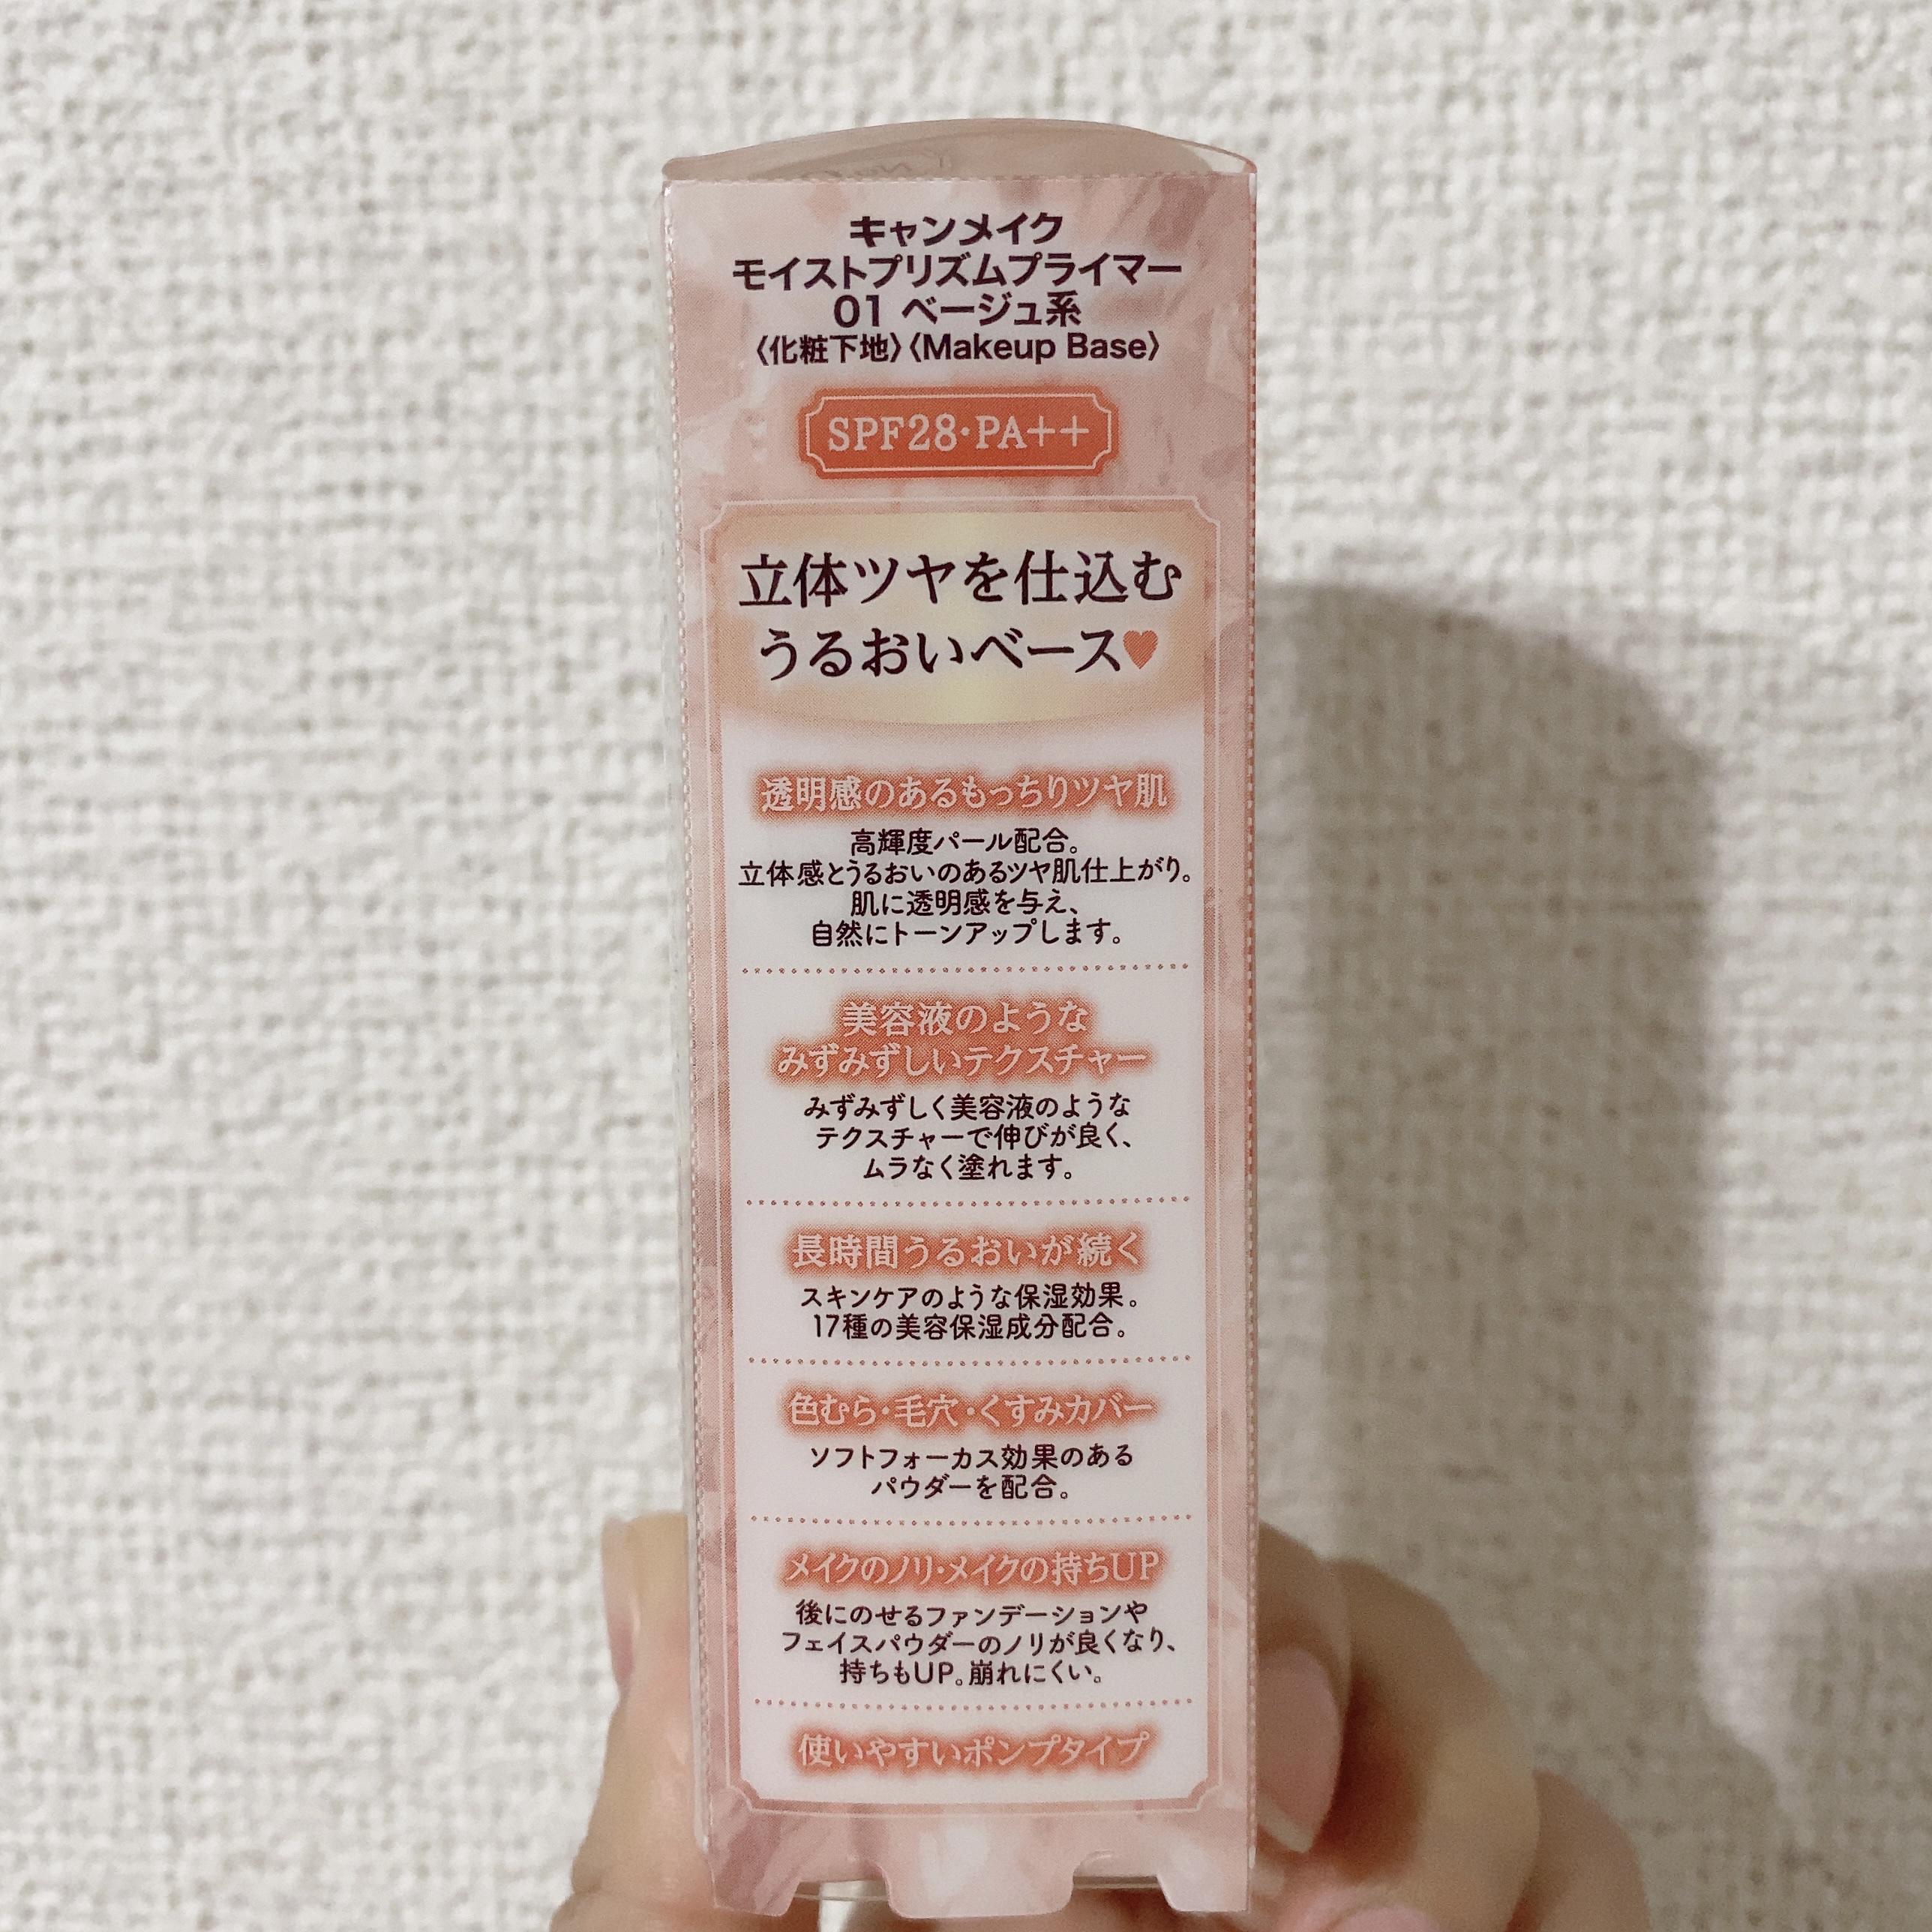 キャンメイク
モイストプリズムプライマー
01 ベージュ系
〈化粧下地〉〈Makeup Base〉
SPF28・PA++
立体ツヤを仕込む
うるおいベース♥
透明感のあるもっちりツヤ肌
高輝度パール配合。
立体感とうるおいのあるツヤ肌仕上がり。
肌に透明感を与え、
自然にトーンアップします。
美容液のような
みずみずしいテクスチャー
みずみずしく美容液のような
テクスチャーで伸びが良く、
ムラなく塗れます。
長時間うるおいが続く
スキンケアのような保湿効果。
17種の美容保湿成分配合。
色むら・毛穴・くすみカバー
ソフトフォーカス効果のある
パウダーを配合。
メイクのノリ・メイクの持ちUP
後にのせるファンデーションや
フェイスパウダーのノリが良くなり、
持ちもUP。崩れにくい。
使いやすいポンプタイプ